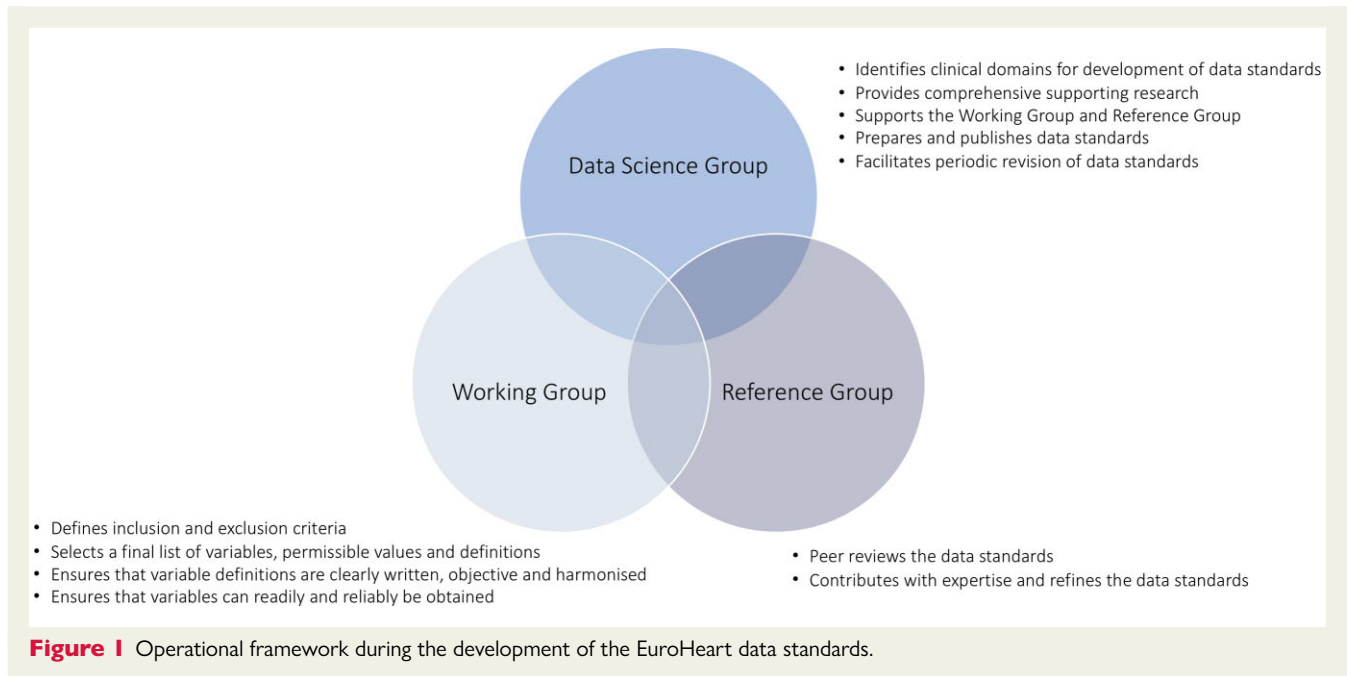 • Identifies clinical domains for development of data standards
• Provides comprehensive supporting research
• Supports the Working Group and Reference Group
• Prepares and publishes data standards
• Facilitates periodic revision of data standards
Data Science Group
Working Group
Reference Group
• Defines inclusion and exclusion criteria
• Selects a final list of variables, permissible values and definitions
• Ensures that variable definitions are clearly written, objective and harmonised
• Ensures that variables can readily and reliably be obtained
• Peer reviews the data standards
• Contributes with expertise and refines the data standards
Figure 1 Operational framework during the development of the EuroHeart data standards.